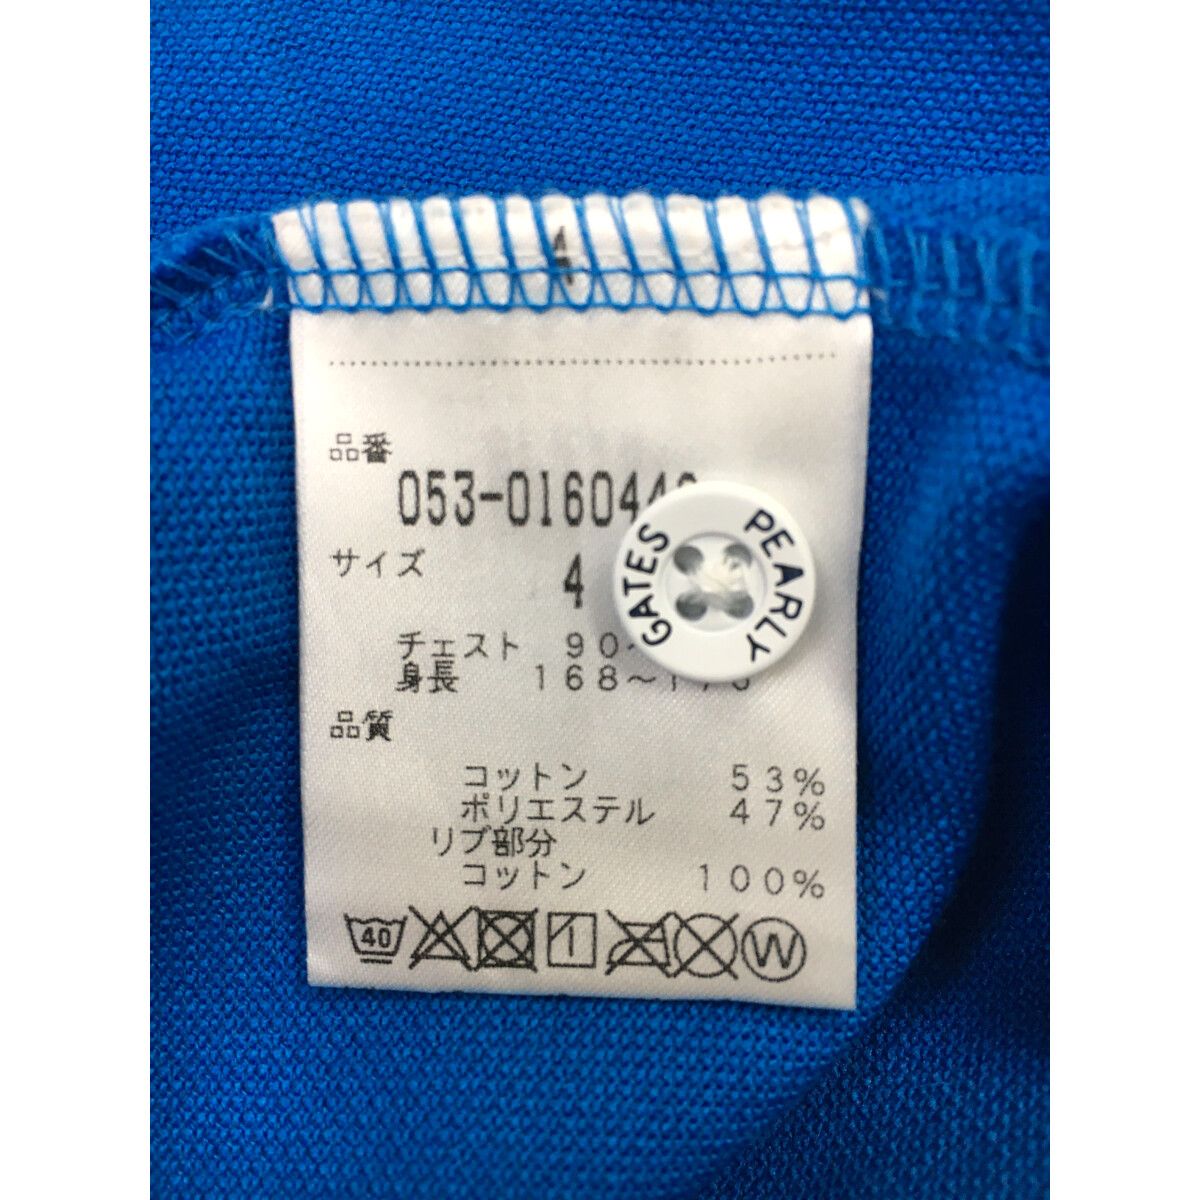 4
品番
053-0160440
サイズ
4
チェスト 90~
身長 168~175
品質
コットン 53%
ポリエステル 47%
リブ部分
コットン 100%
40
W
PEARLY GATES